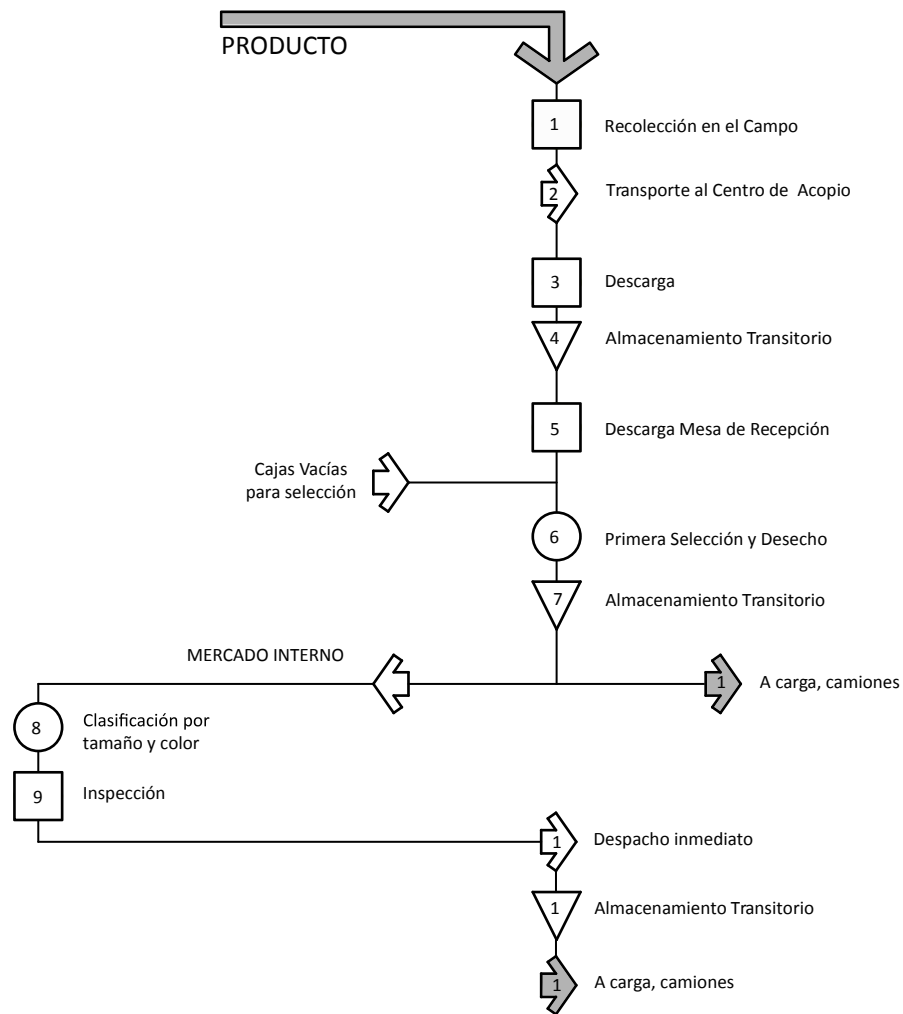 PRODUCTO
1
Recolección en el Campo
2
Transporte al Centro de Acopio
3
Descarga
4
Almacenamiento Transitorio
5
Descarga Mesa de Recepción
Cajas Vacías
para selección
6
Primera Selección y Desecho
7
Almacenamiento Transitorio
MERCADO INTERNO
1
A carga, camiones
8
Clasificación por
tamaño y color
9
Inspección
1
Despacho inmediato
1
Almacenamiento Transitorio
1
A carga, camiones